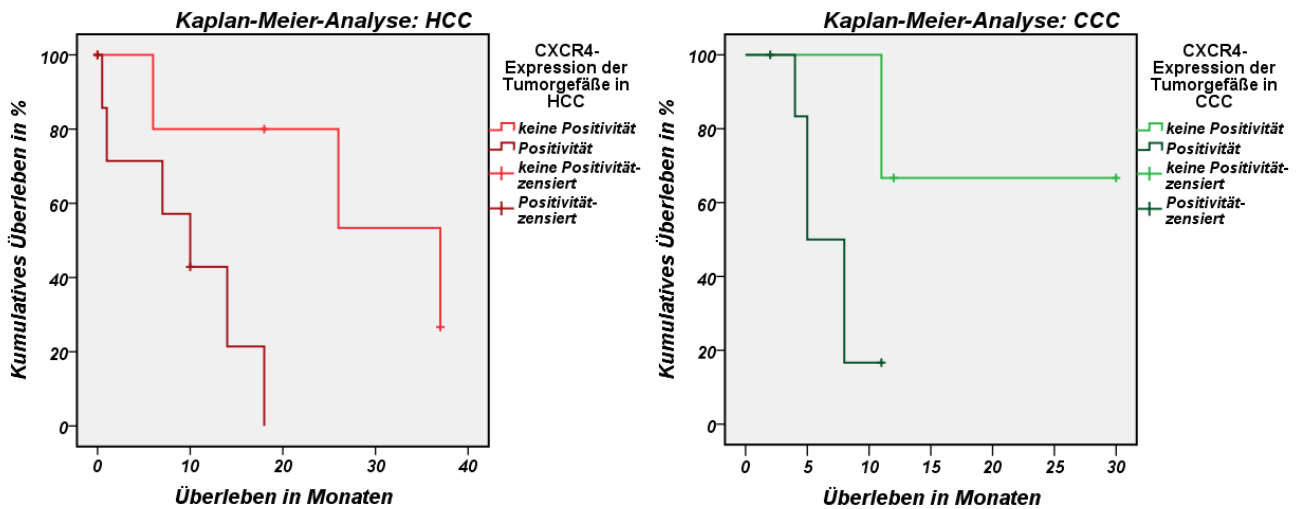 Kaplan-Meier-Analyse: HCC
Kumulatives Überleben in %
100
80
60
40
20
0
0
10
20
30
40
Überleben in Monaten
CXCR4-
Expression der
Tumorgefäße in
HCC
keine Positivität
Positivität
keine Positivität-
zensiert
Positivität-
zensiert
Kaplan-Meier-Analyse: CCC
Kumulatives Überleben in %
100
80
60
40
20
0
0
5
10
15
20
25
30
Überleben in Monaten
CXCR4-
Expression der
Tumorgefäße in
CCC
keine Positivität
Positivität
keine Positivität-
zensiert
Positivität-
zensiert